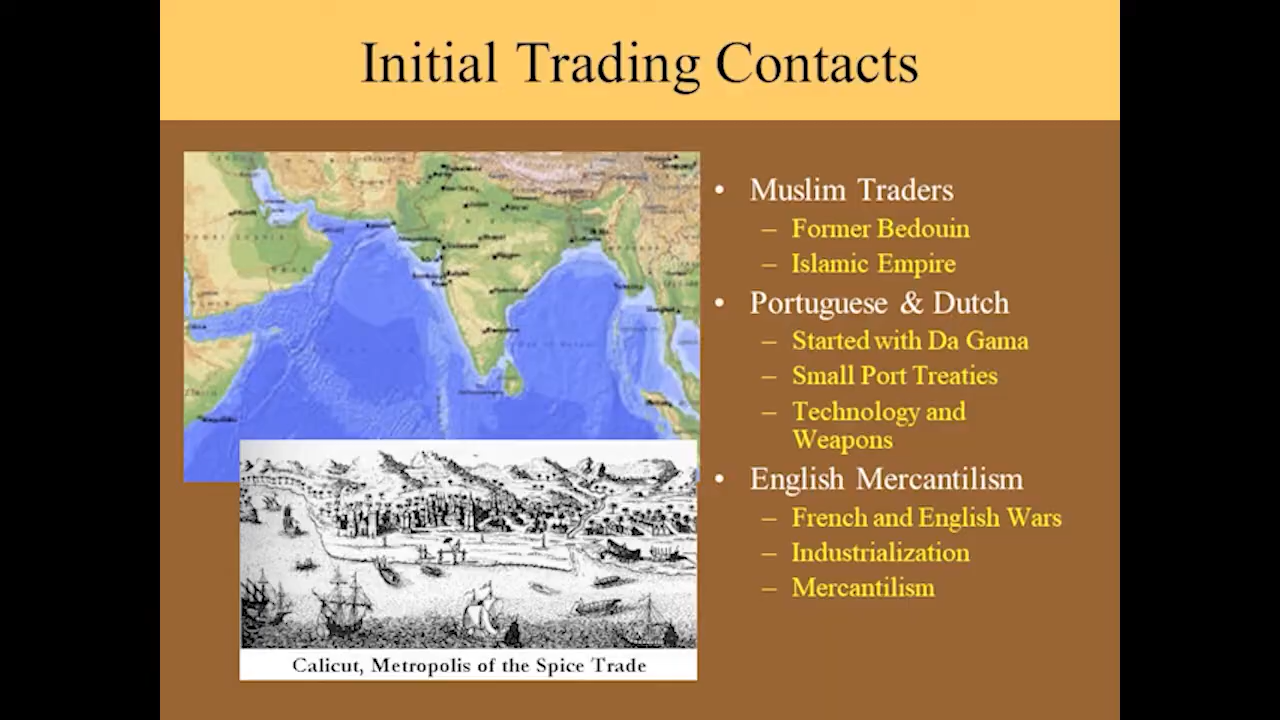 Initial Trading Contacts
• Muslim Traders
– Former Bedouin
– Islamic Empire
• Portuguese & Dutch
– Started with Da Gama
– Small Port Treaties
– Technology and
Weapons
• English Mercantilism
– French and English Wars
– Industrialization
– Mercantilism
Calicut, Metropolis of the Spice Trade